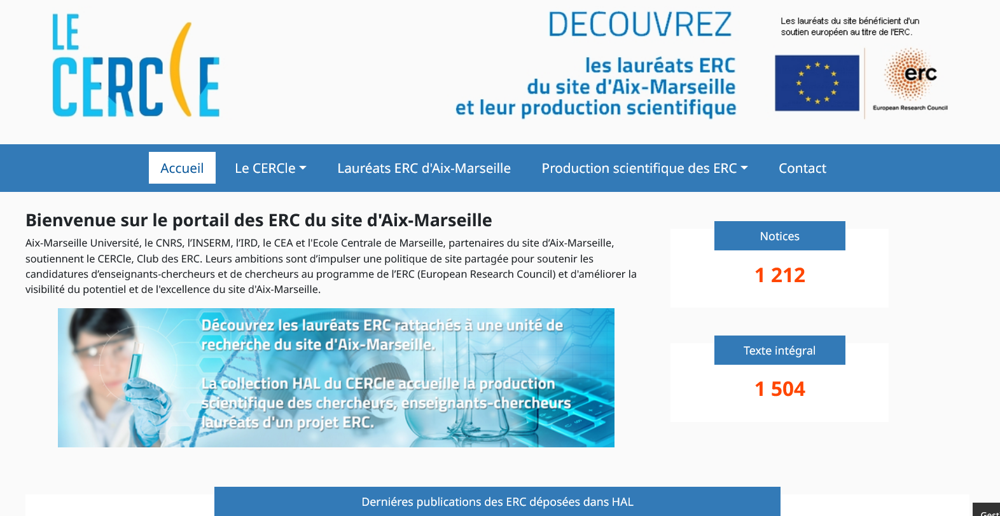 LE
CERCLE
DECOUVREZ
les lauréats ERC
du site d'Aix-Marseille
et leur production scientifique
Les lauréats du site bénéficient d'un
soutien européen au titre de l'ERC.
erc
European Research Council
Accueil
Le CERCle
Lauréats ERC d'Aix-Marseille
Production scientifique des ERC
Contact
Bienvenue sur le portail des ERC du site d'Aix-Marseille
Aix-Marseille Université, le CNRS, l’INSERM, l’IRD, le CEA et l'Ecole Centrale de Marseille, partenaires du site d’Aix-Marseille,
soutiennent le CERCle, Club des ERC. Leurs ambitions sont d’impulser une politique de site partagée pour soutenir les
candidatures d’enseignants-chercheurs et de chercheurs au programme de l’ERC (European Research Council) et d'améliorer la
visibilité du potentiel et de l'excellence du site d'Aix-Marseille.
Découvrez les lauréats ERC rattachés à une unité de
recherche du site d'Aix-Marseille.
La collection HAL du CERCle accueille la production
scientifique des chercheurs, enseignants-chercheurs
lauréats d'un projet ERC.
Notices
1 212
Texte intégral
1 504
Derniéres publications des ERC déposées dans HAL